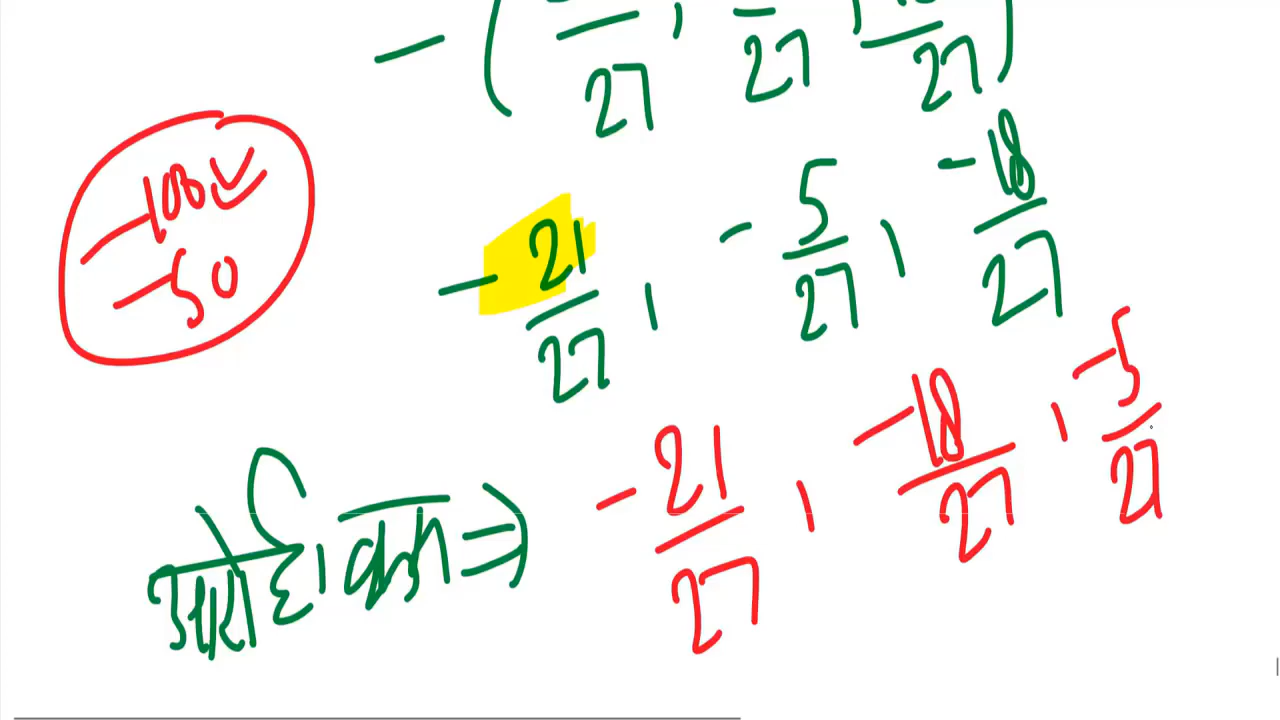 - ( /27 , /27 , /27 )
-100
-50
-21/27 , -5/27 , -18/27
आरोही क्रम ⇒ -21/27 , -18/27 , -5/27